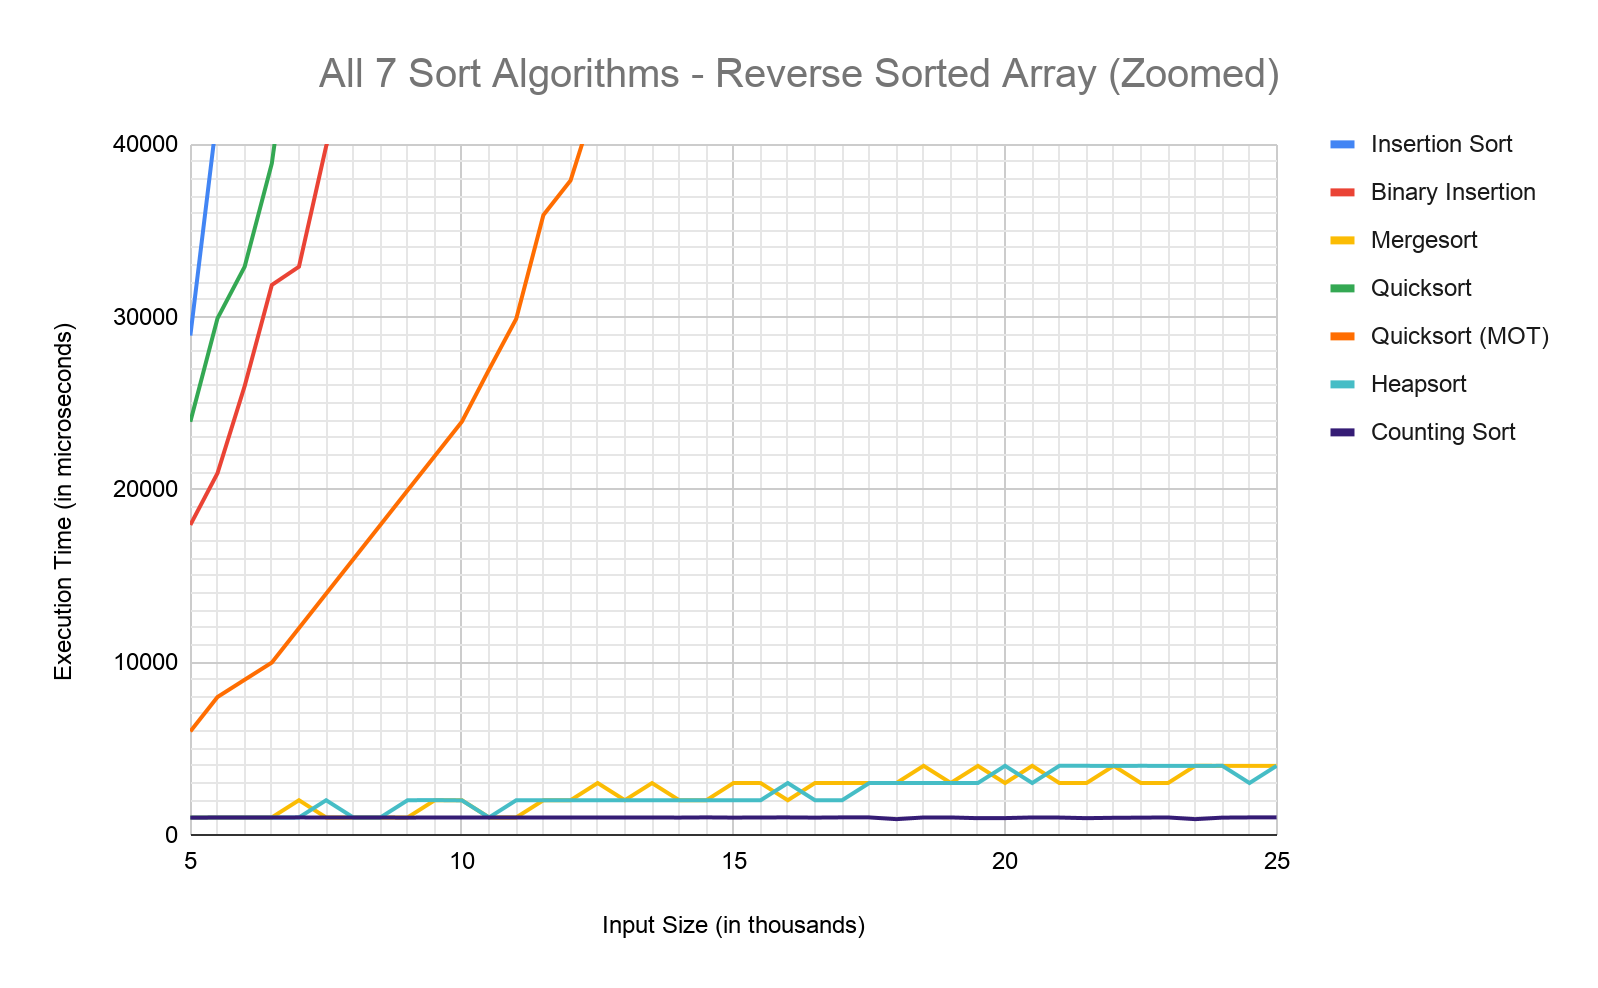 All 7 Sort Algorithms - Reverse Sorted Array (Zoomed)
Execution Time (in microseconds)
40000
30000
20000
10000
0
5 10 15 20 25
Input Size (in thousands)
Insertion Sort
Binary Insertion
Mergesort
Quicksort
Quicksort (MOT)
Heapsort
Counting Sort